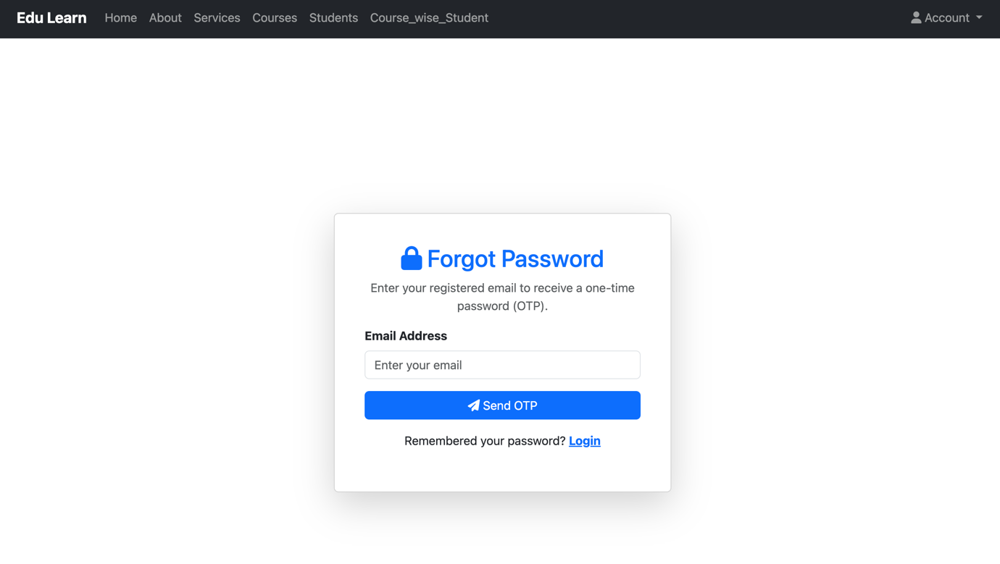 Edu Learn Home About Services Courses Students Course_wise_Student Account
Forgot Password
Enter your registered email to receive a one-time
password (OTP).
Email Address
Enter your email
Send OTP
Remembered your password? Login